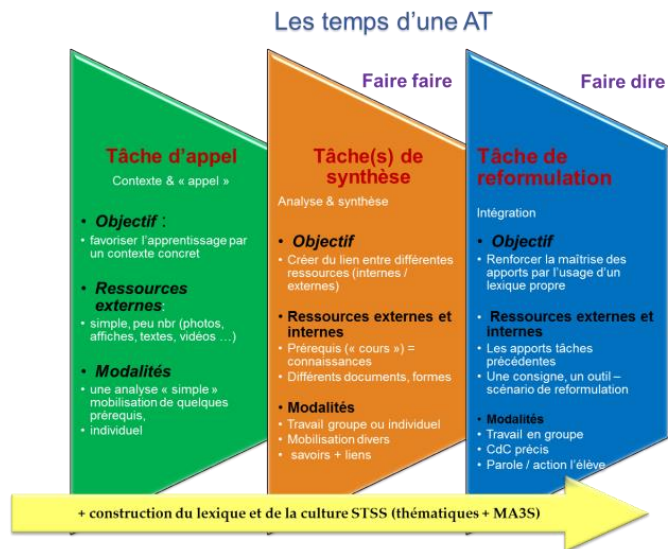 Les temps d'une AT
Faire faire
Faire dire
Tâche d'appel
Contexte & « appel »
• Objectif :
• favoriser l'apprentissage par
un contexte concret
• Ressources
externes:
• simple, peu nbr (photos,
affiches, textes, vidéos ...)
• Modalités
• une analyse « simple »
mobilisation de quelques
prérequis,
• individuel
Tâche(s) de
synthèse
Analyse & synthèse
• Objectif
• Créer du lien entre différentes
ressources (internes /
externes)
• Ressources externes et
internes
• Prérequis (« cours ») =
connaissances
• Différents documents, formes
• Modalités
• Travail groupe ou individuel
• Mobilisation divers
• savoirs + liens
Tâche de
reformulation
Intégration
• Objectif
• Renforcer la maîtrise des
apports par l'usage d'un
lexique propre
• Ressources externes et
internes
• Les apports tâches
précédentes
• Une consigne, un outil –
scénario de reformulation
• Modalités
• Travail en groupe
• CdC précis
• Parole / action l'élève
+ construction du lexique et de la culture STSS (thématiques + MA3S)